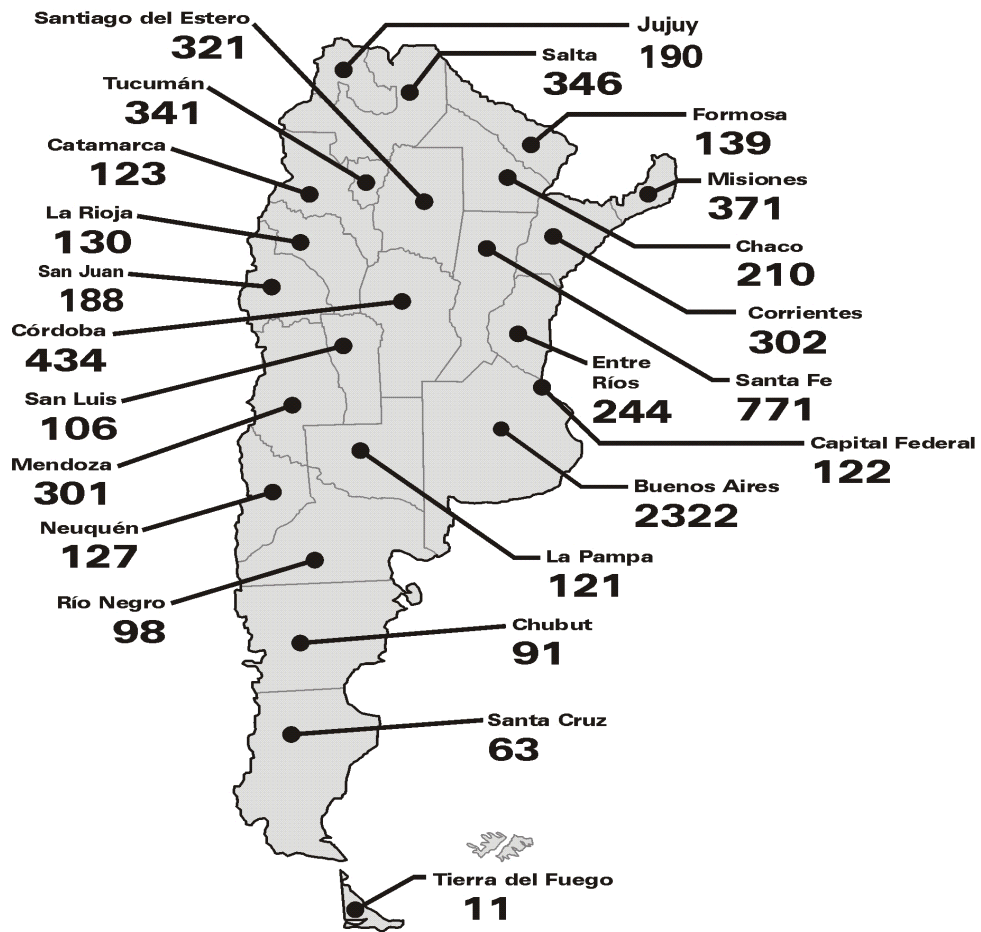 Santiago del Estero
321
Tucumán
341
Catamarca
123
La Rioja
130
San Juan
188
Córdoba
434
San Luis
106
Mendoza
301
Neuquén
127
Río Negro
98
Jujuy
190
Salta
346
Formosa
139
Misiones
371
Chaco
210
Corrientes
302
Santa Fe
771
Entre
Ríos
244
Capital Federal
122
Buenos Aires
2322
La Pampa
121
Chubut
91
Santa Cruz
63
Tierra del Fuego
11